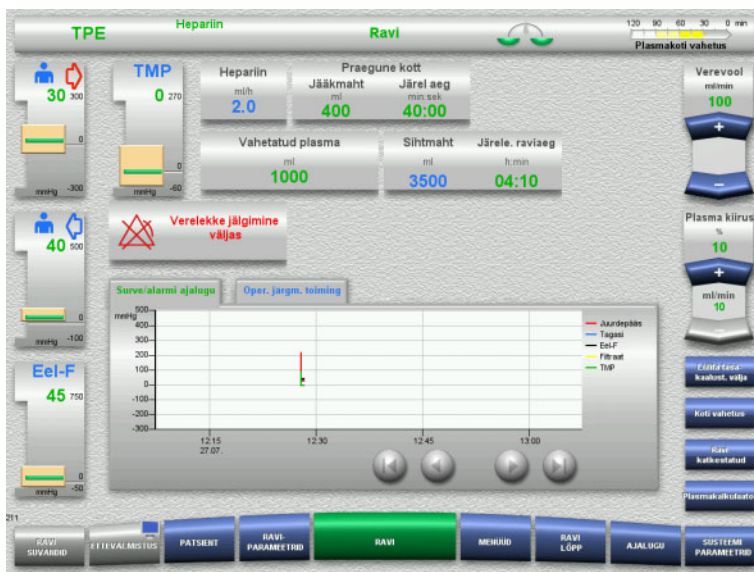 TPE
Hepariin
Ravi
120 90 60 30 0 min
Plasmakoti vahetus
30 300
0
mmHg -300
TMP
0 270
0
mmHg -60
Hepariin
ml/h
2.0
Praegune kott
Jääkmaht Järel aeg
ml min:sek
400 40:00
Verevool
ml/min
100
+
–
Vahetatud plasma
ml
1000
Sihtmaht Järele. raviaeg
ml h:min
3500 04:10
40 500
0
mmHg -100
Verelekke jälgimine
väljas
Plasma kiirus
%
10
+
ml/min
10
–
Surve/alarmi ajalugu
Oper. järgm. toiming
mmHg
500
400
300
200
100
0
-100
-200
-300
12:15 12:30 12:45 13:00
27.07.
Juurdepääs
Tagasi
Eel-F
Filtraat
TMP
Eel-F
45 750
0
mmHg -50
Lülita tasa-
kaalust. välja
Koti vahetus
Ravi
katkestatud
Plasmakalkulaato
211
RAVI
SUVANDID
ETTEVALMISTUS
PATSIENT
RAVI-
PARAMEETRID
RAVI
MENÜÜD
RAVI
LÕPP
AJALUGU
SÜSTEEMI
PARAMEETRID